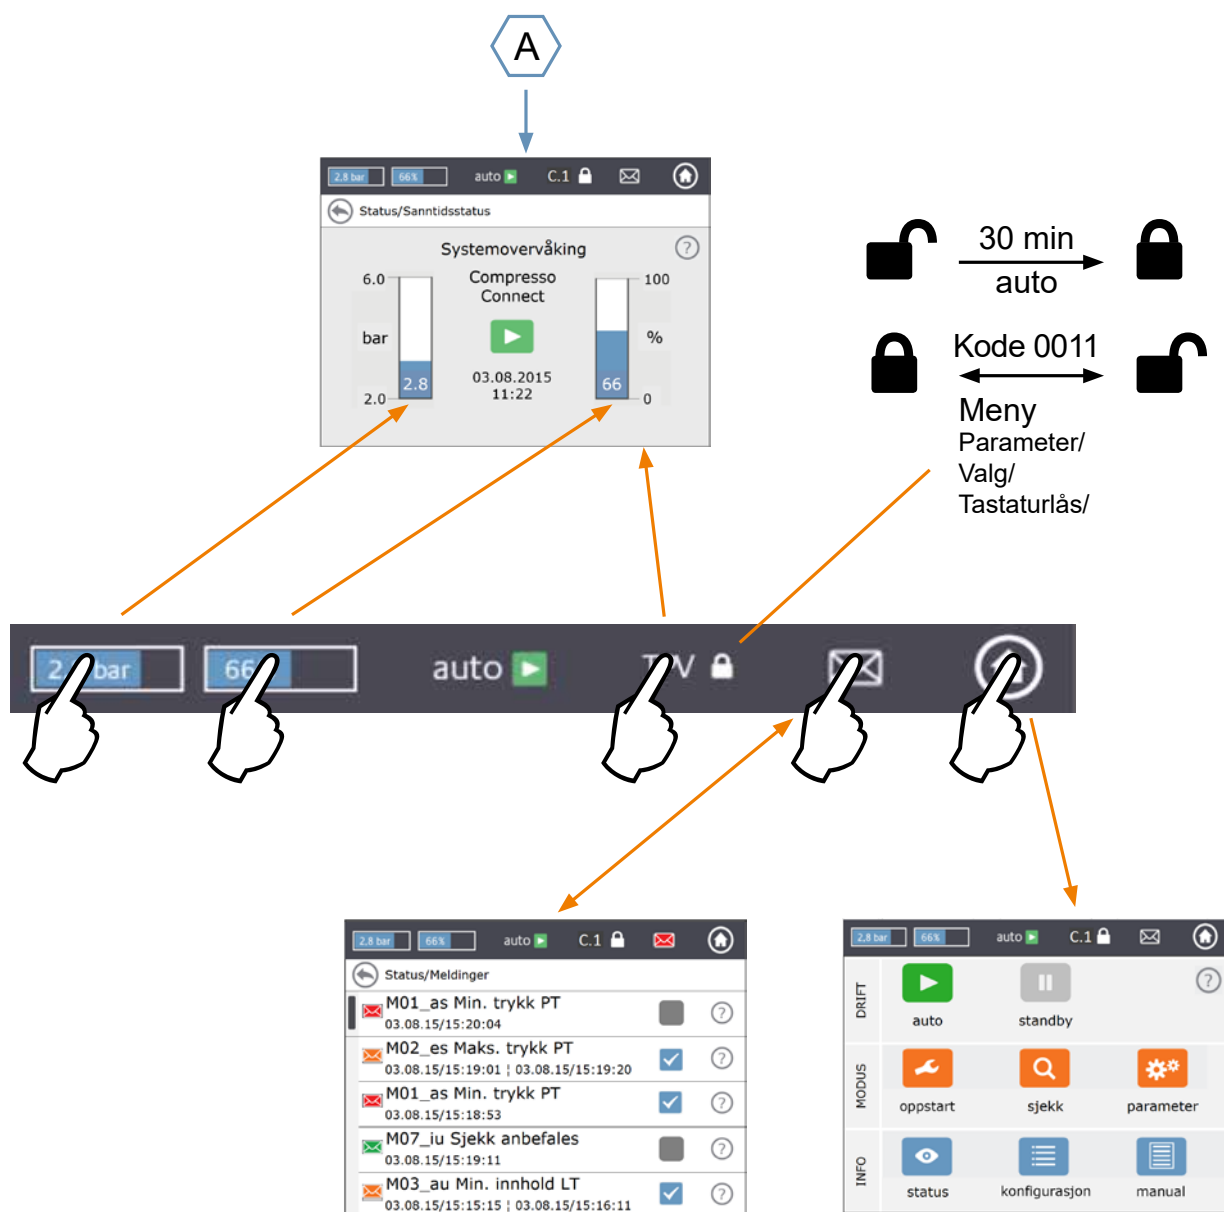 A
2.8 bar 66% auto C.1
Status/Sanntidsstatus
Systemovervåking ?
6.0 Compresso 100
Connect
bar %
2.8 03.08.2015 66
2.0 11:22 0
30 min
auto
Kode 0011
Meny
Parameter/
Valg/
Tastaturlås/
bar 66 auto
2,8 bar 66% auto C.1
Status/Meldinger
M01_as Min. trykk PT
03.08.15/15:20:04 ?
M02_es Maks. trykk PT
03.08.15/15:19:01 ¦ 03.08.15/15:19:20 ?
M01_as Min. trykk PT
03.08.15/15:18:53 ?
M07_iu Sjekk anbefales
03.08.15/15:19:11 ?
M03_au Min. innhold LT
03.08.15/15:15:15 ¦ 03.08.15/15:16:11 ?
2,8 bar 66% auto C.1
DRIFT ?
auto standby
MODUS
oppstart sjekk parameter
INFO
status konfigurasjon manual